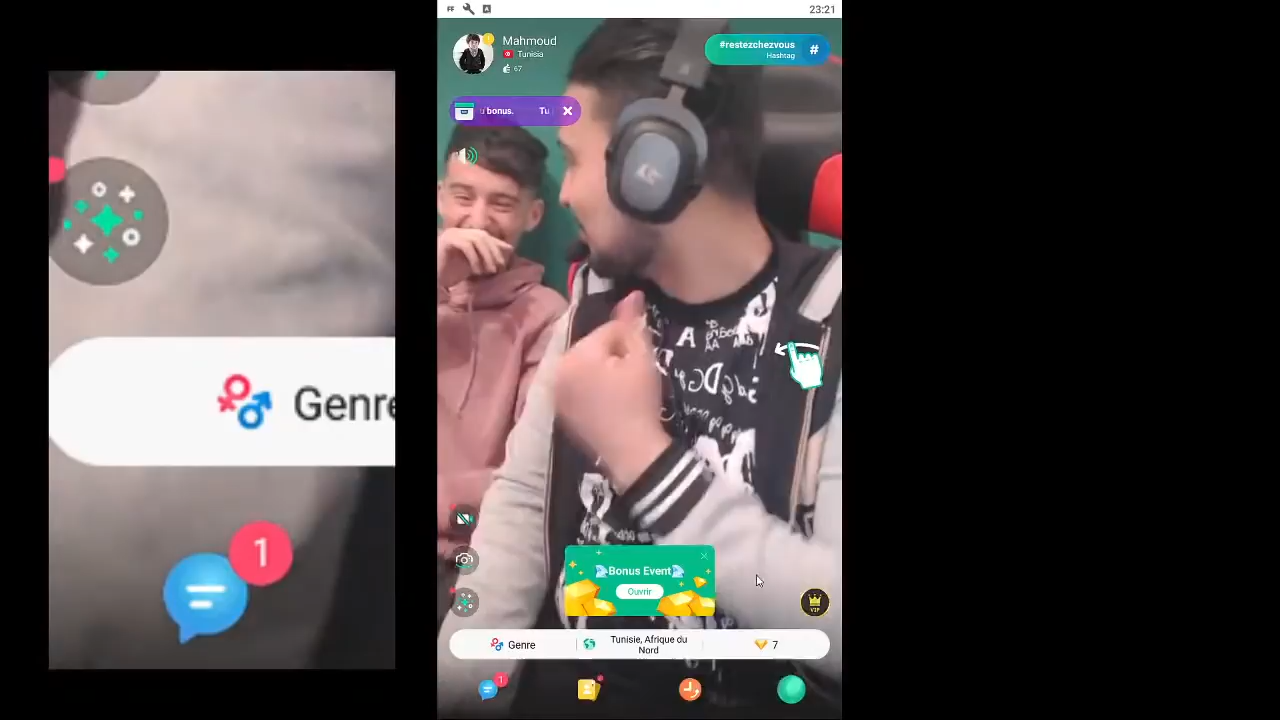 23:21
Mahmoud
Tunisia
67
#restezchezvous
Hashtag
#
u bonus. Tu
Bonus Event
Ouvrir
VIP
Genre
Tunisie, Afrique du
Nord
7
1
Genre
1